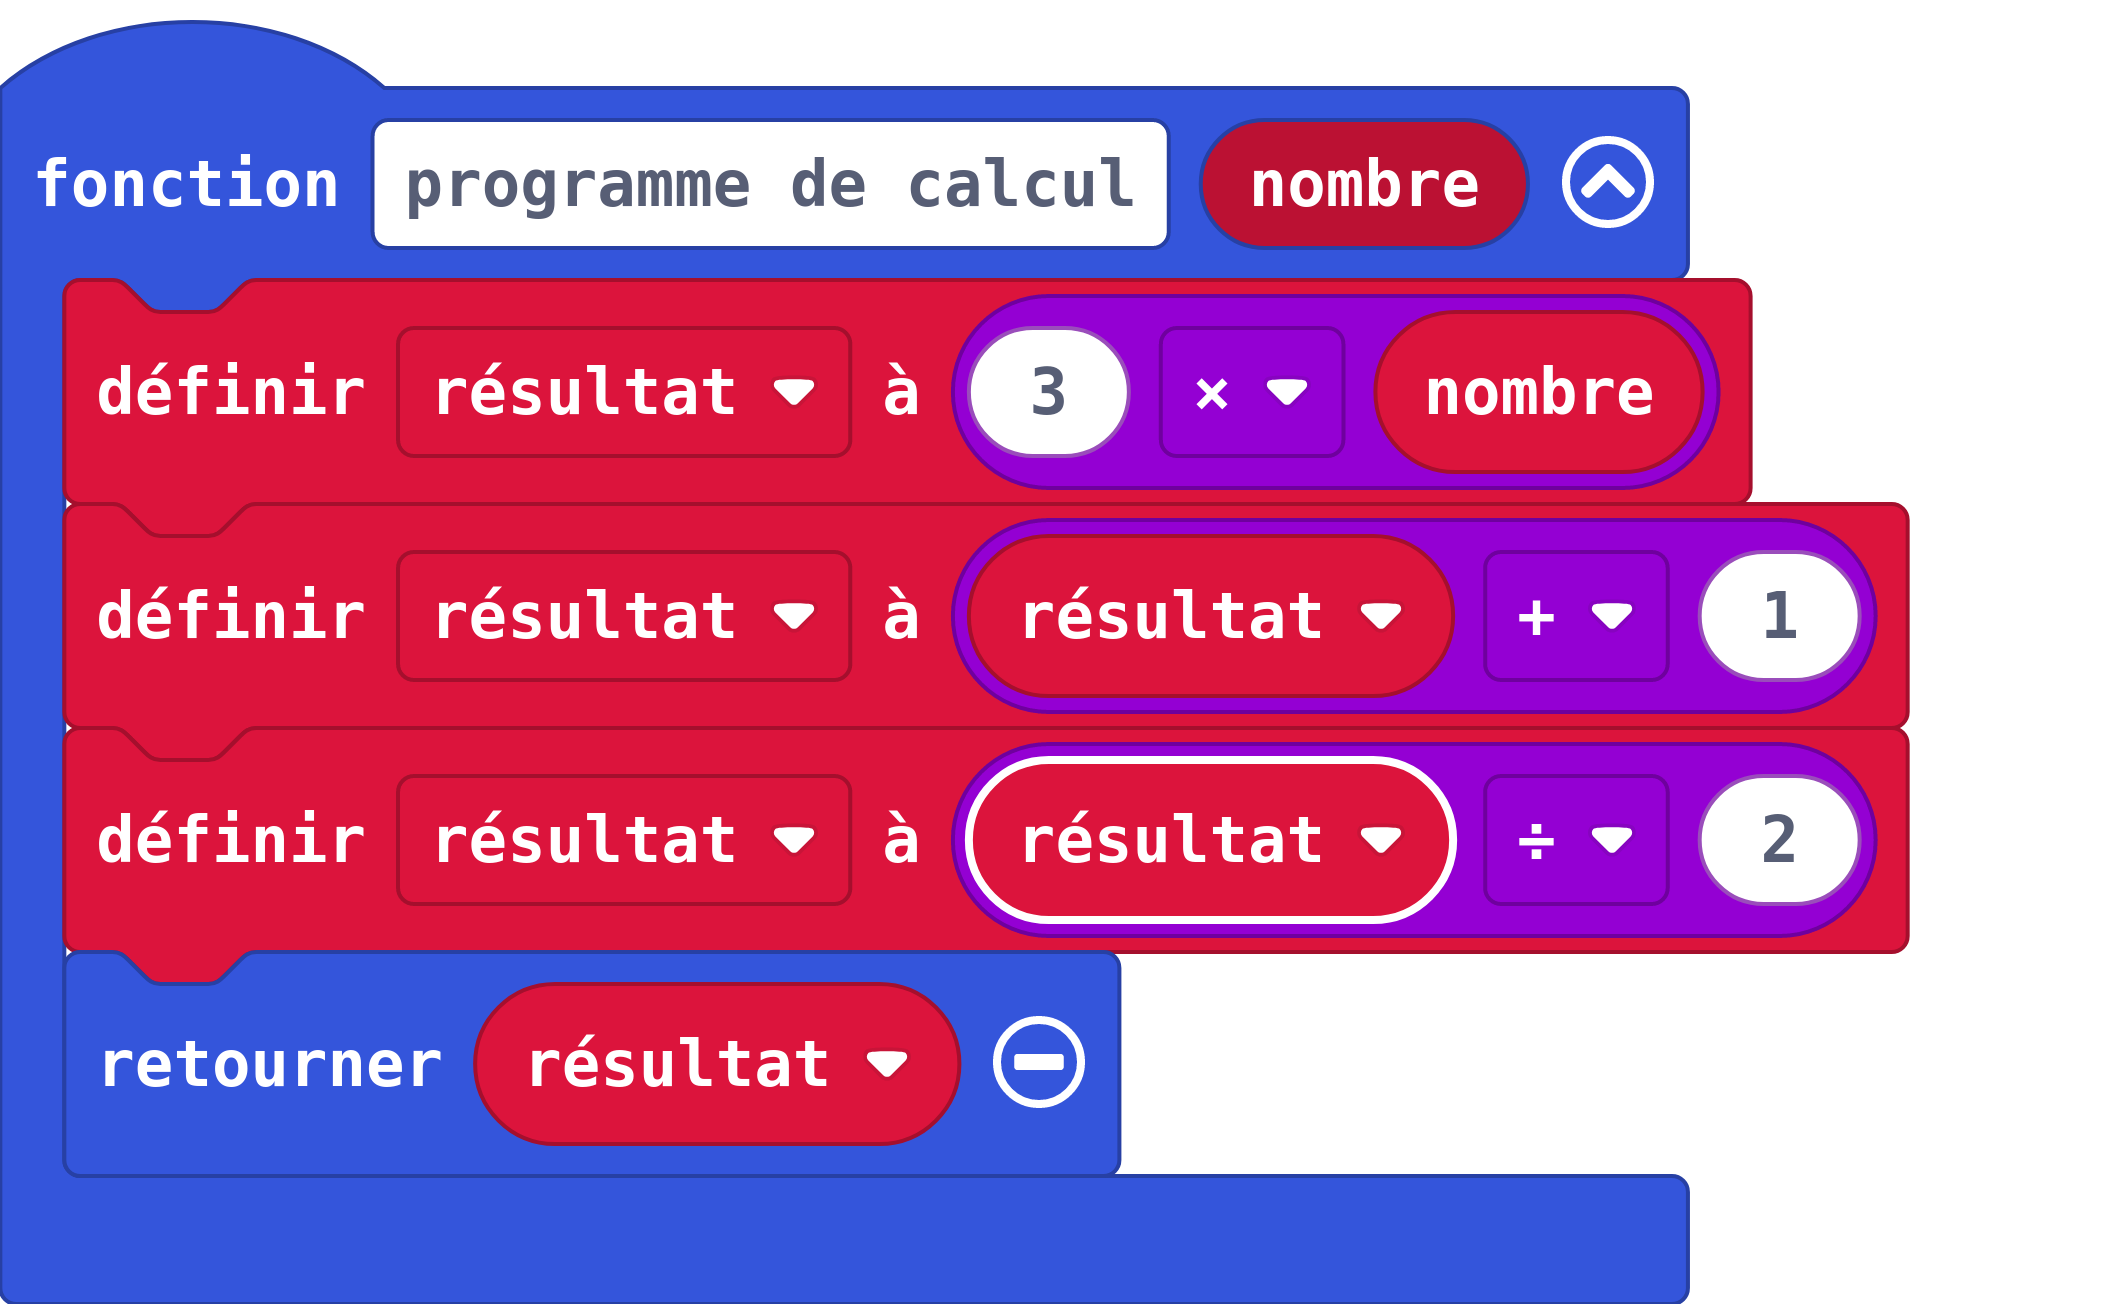 fonction programme de calcul nombre
définir résultat à 3 × nombre
définir résultat à résultat + 1
définir résultat à résultat ÷ 2
retourner résultat